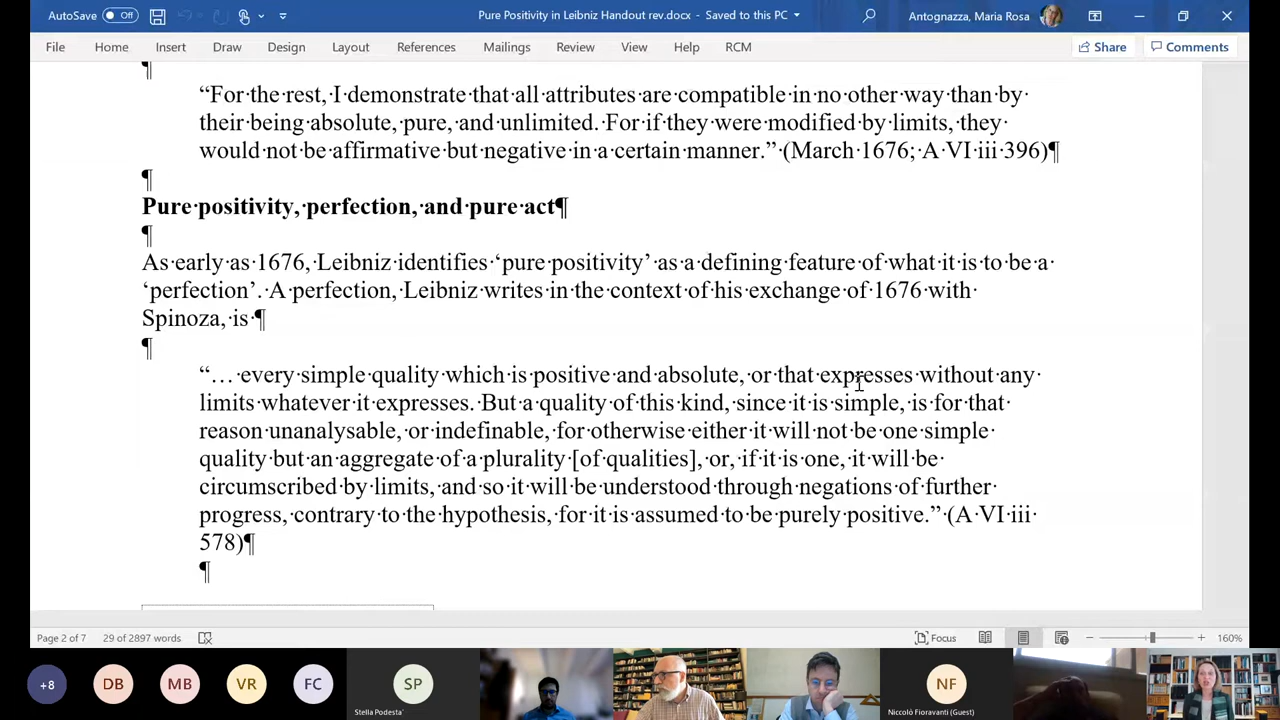 AutoSave Off Pure Positivity in Leibniz Handout rev.docx - Saved to this PC Antognazza, Maria Rosa
File Home Insert Draw Design Layout References Mailings Review View Help RCM Share Comments
¶
“For·the·rest,·I·demonstrate·that·all·attributes·are·compatible·in·no·other·way·than·by·
their·being·absolute,·pure,·and·unlimited.·For·if·they·were·modified·by·limits,·they·
would·not·be·affirmative·but·negative·in·a·certain·manner.”·(March·1676;·A·VI·iii·396)¶
¶
Pure·positivity,·perfection,·and·pure·act¶
¶
As·early·as·1676,·Leibniz·identifies·‘pure·positivity’·as·a·defining·feature·of·what·it·is·to·be·a·
‘perfection’.·A·perfection,·Leibniz·writes·in·the·context·of·his·exchange·of·1676·with·
Spinoza,·is·¶
¶
“…·every·simple·quality·which·is·positive·and·absolute,·or·that·expresses·without·any·
limits·whatever·it·expresses.·But·a·quality·of·this·kind,·since·it·is·simple,·is·for·that·
reason·unanalysable,·or·indefinable,·for·otherwise·either·it·will·not·be·one·simple·
quality·but·an·aggregate·of·a·plurality·[of·qualities],·or,·if·it·is·one,·it·will·be·
circumscribed·by·limits,·and·so·it·will·be·understood·through·negations·of·further·
progress,·contrary·to·the·hypothesis,·for·it·is·assumed·to·be·purely·positive.”·(A·VI·iii·
578)¶
¶
Page 2 of 7 29 of 2897 words Focus 160%
+8 DB MB VR FC SP NF
Stella Podesta' Niccolò Fioravanti (Guest)